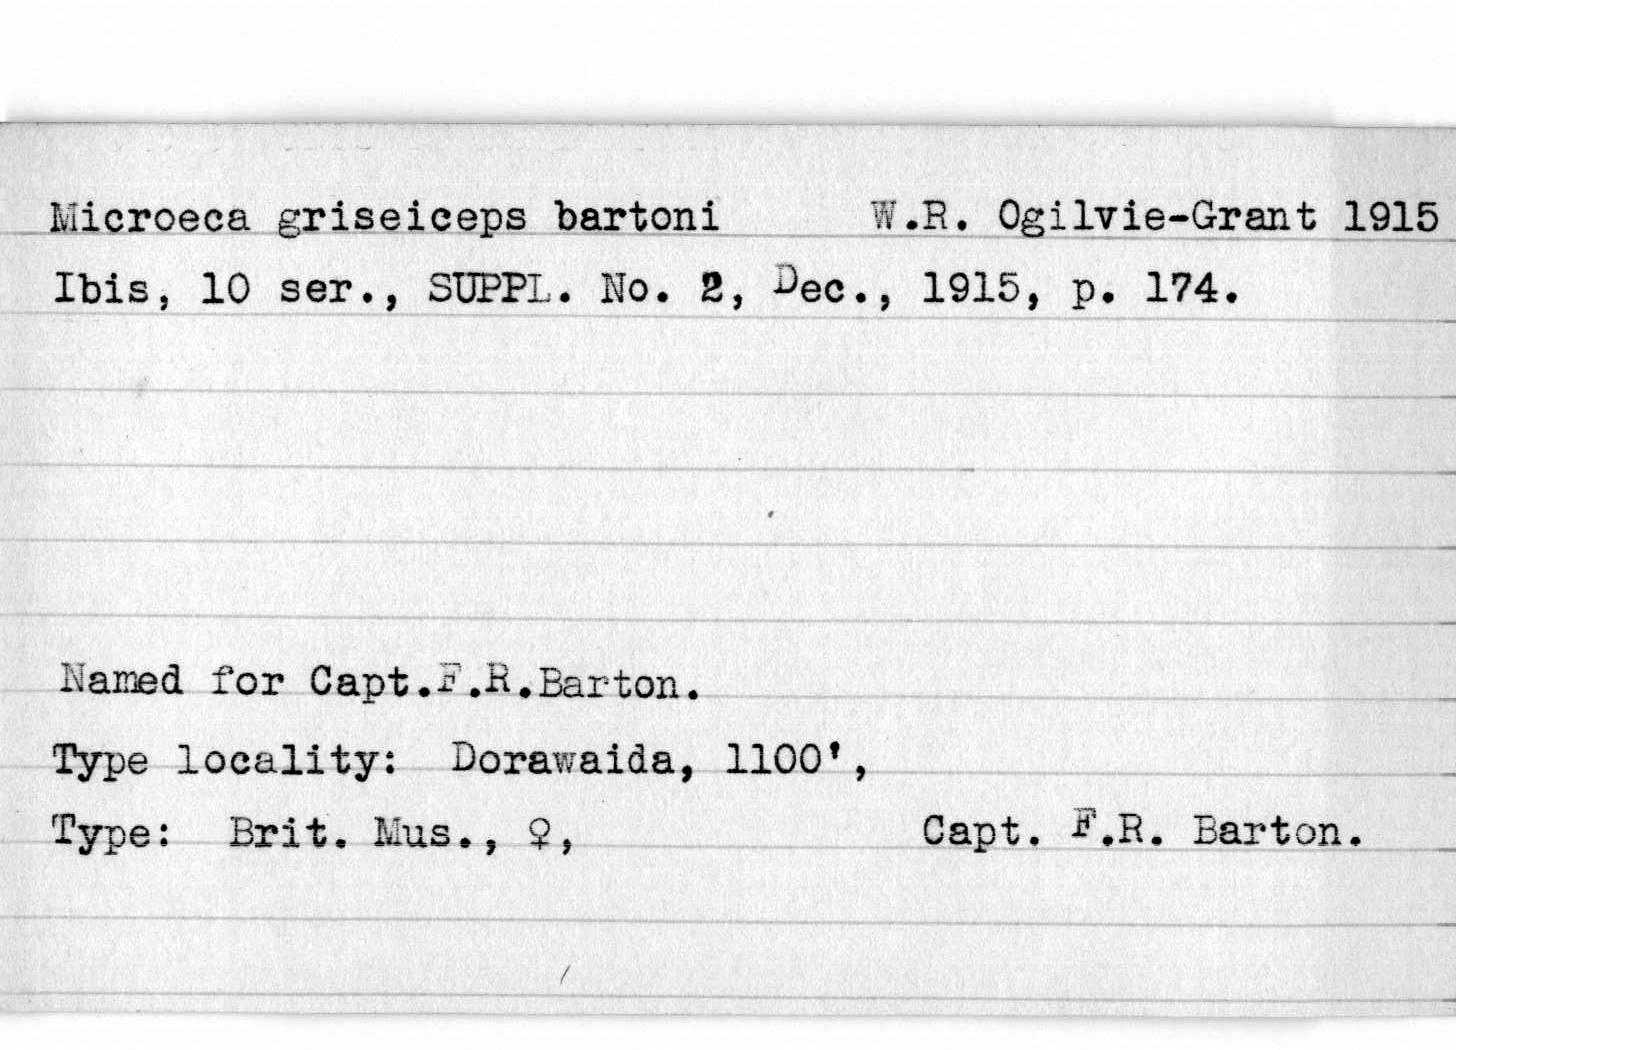 Microeca griseiceps bartoni W.R. Ogilvie-Grant 1915
Ibis, 10 ser., SUPPL. No. 2, Dec., 1915, p. 174.
Named for Capt.F.R.Barton.
Type locality: Dorawaida, 1100',
Type: Brit. Mus., ♀, Capt. F.R. Barton.